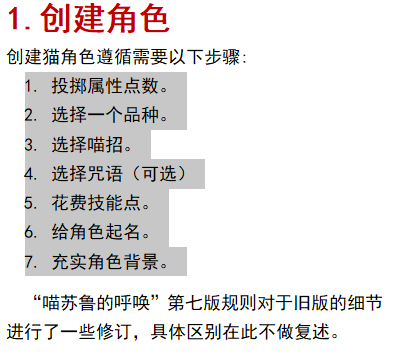 1.创建角色
创建猫角色遵循需要以下步骤：
1. 投掷属性点数。
2. 选择一个品种。
3. 选择喵招。
4. 选择咒语（可选）
5. 花费技能点。
6. 给角色起名。
7. 充实角色背景。
“喵苏鲁的呼唤”第七版规则对于旧版的细节
进行了一些修订，具体区别在此不做复述。